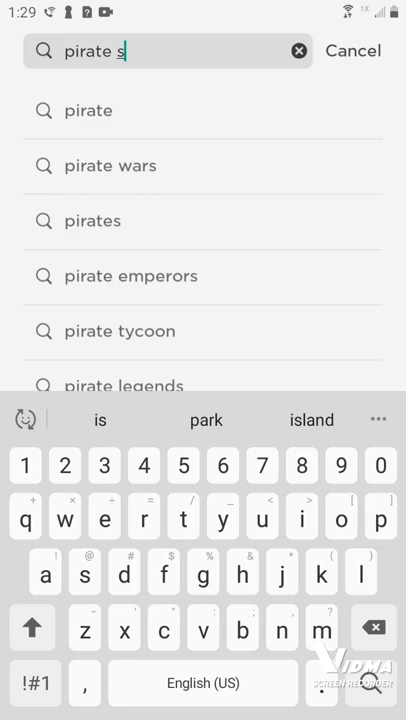 1:29 1X
pirate s Cancel
pirate
pirate wars
pirates
pirate emperors
pirate tycoon
pirate legends
is park island
1 2 3 4 5 6 7 8 9 0
+ × ÷ = / _ < > [ ]
q w e r t y u i o p
! @ # $ % & * ( )
a s d f g h j k l
- ' " : ; , ?
z x c v b n m
!#1 , English (US) .
VIDMA
SCREEN RECORDER